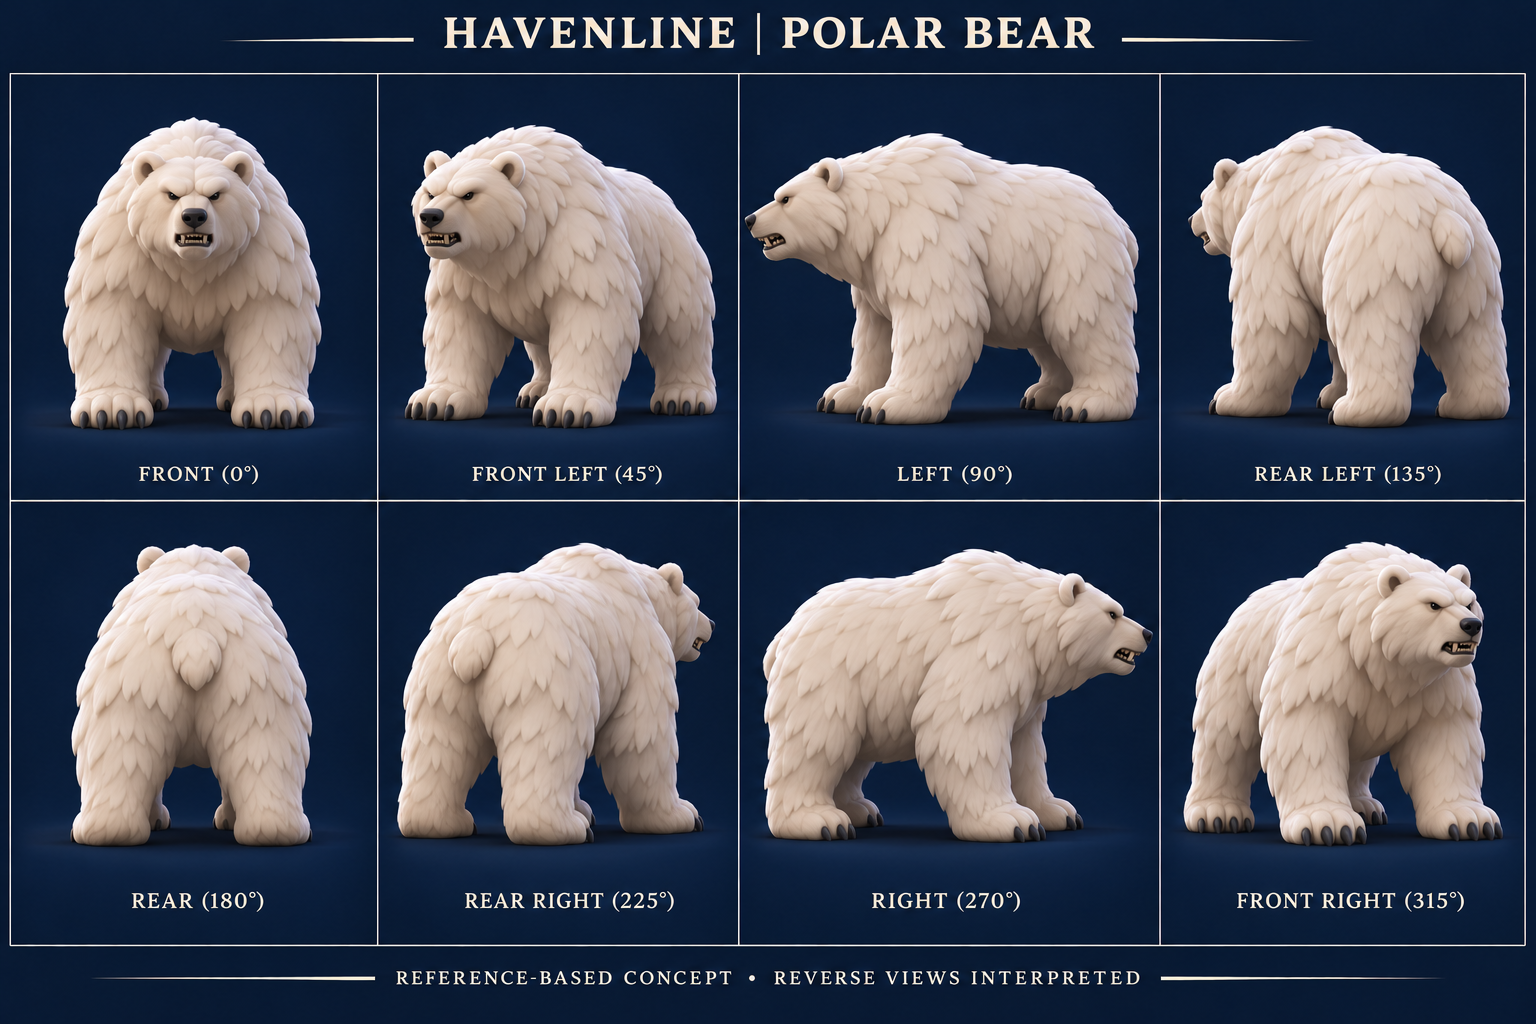 HAVENLINE | POLAR BEAR
FRONT (0°)
FRONT LEFT (45°)
LEFT (90°)
REAR LEFT (135°)
REAR (180°)
REAR RIGHT (225°)
RIGHT (270°)
FRONT RIGHT (315°)
REFERENCE-BASED CONCEPT • REVERSE VIEWS INTERPRETED